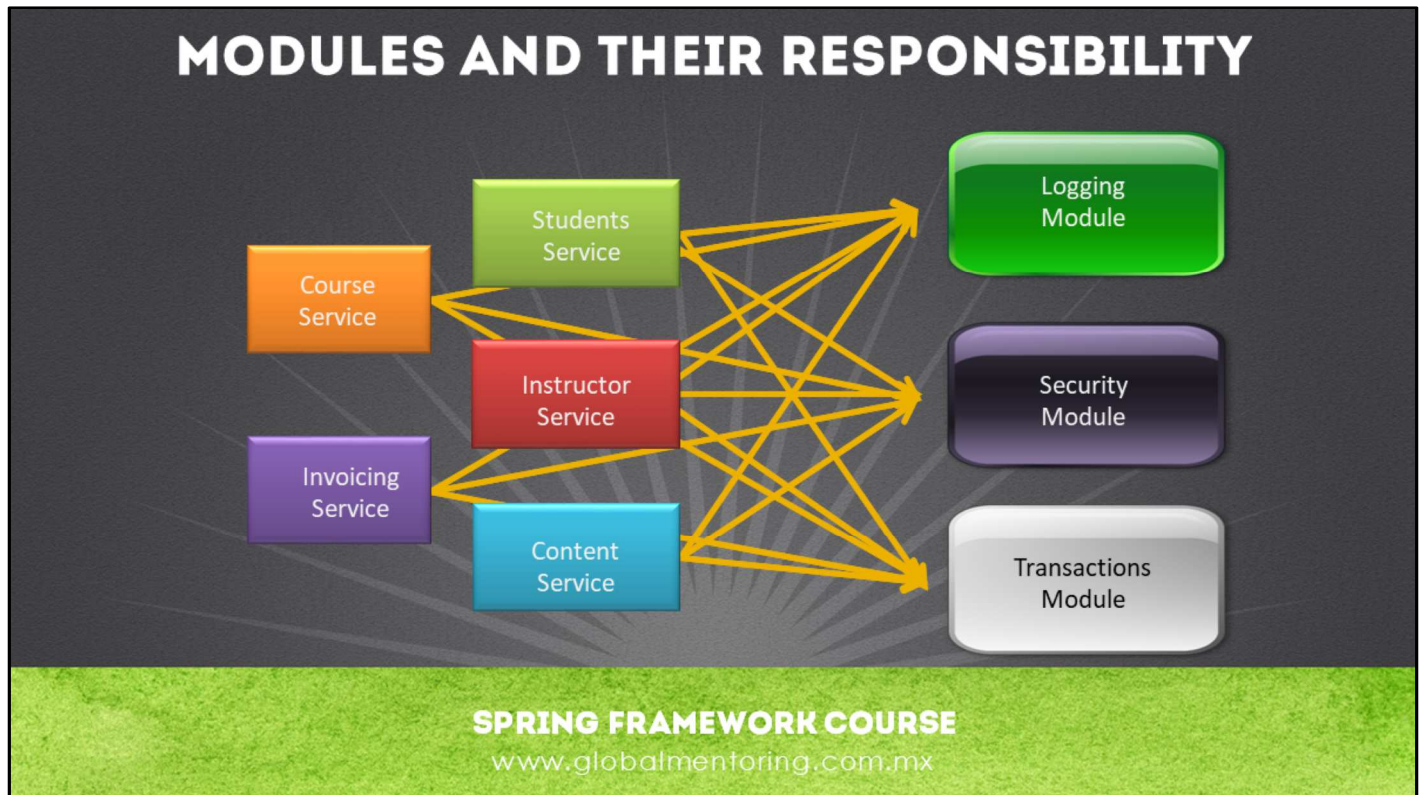 MODULES AND THEIR RESPONSIBILITY
Students
Service
Course
Service
Instructor
Service
Invoicing
Service
Content
Service
Logging
Module
Security
Module
Transactions
Module
SPRING FRAMEWORK COURSE
www.globalmentoring.com.mx